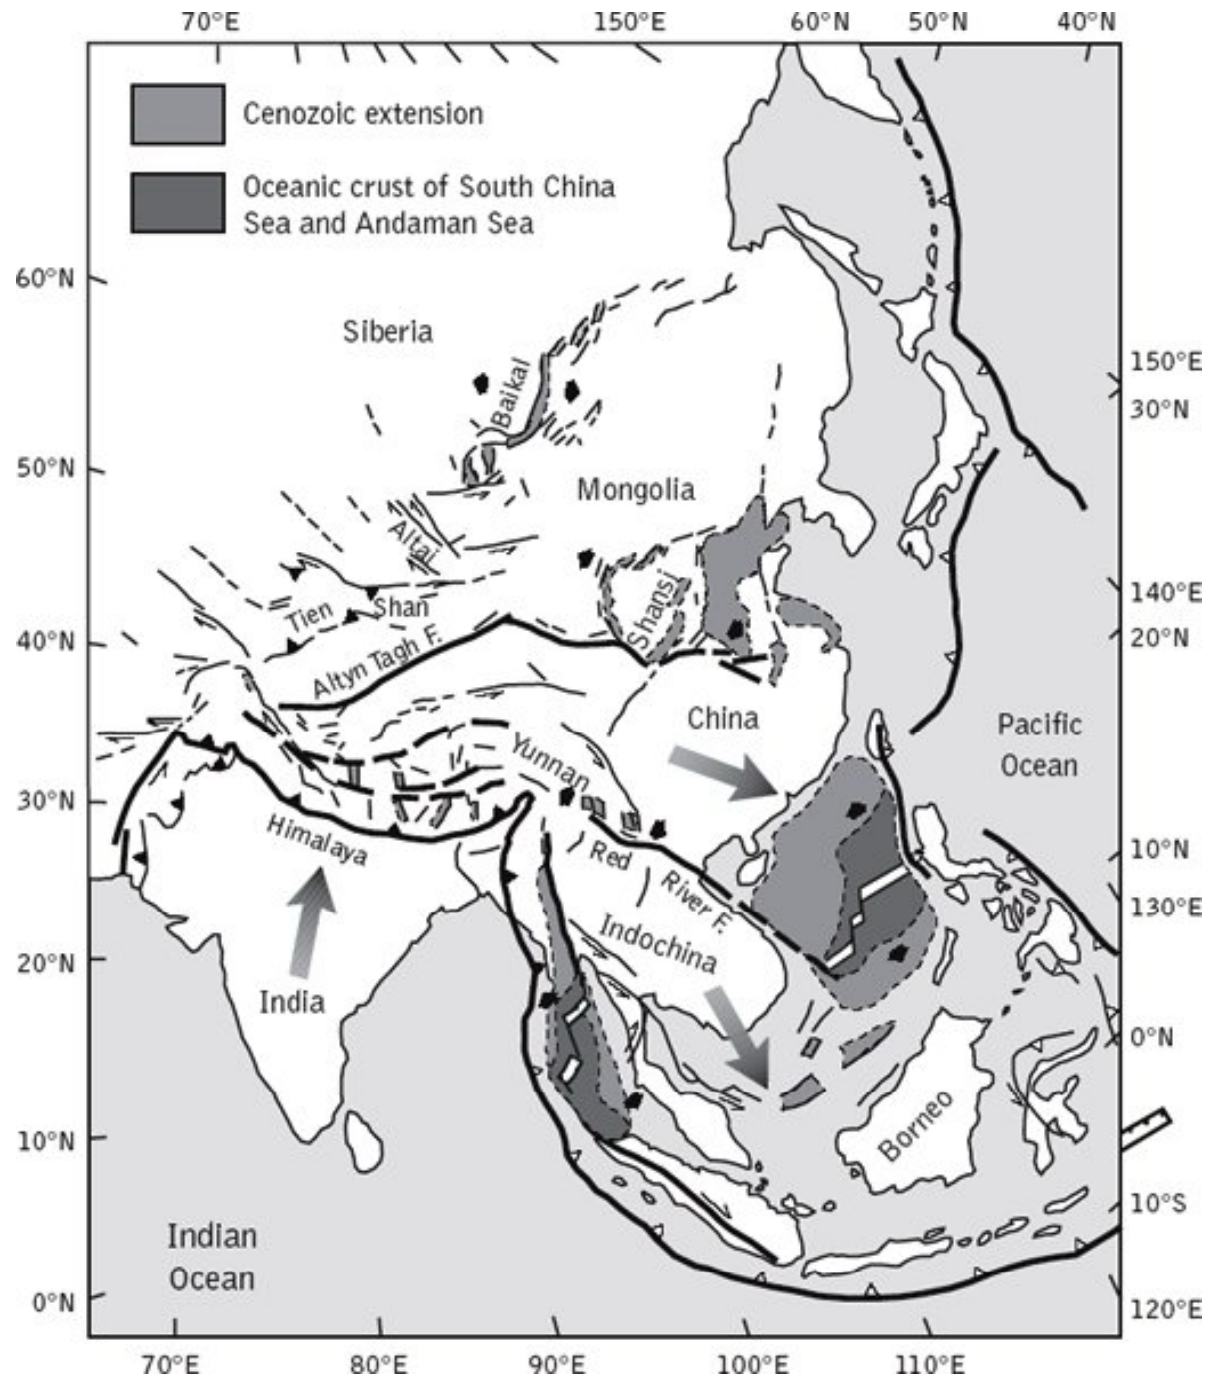 70°E
150°E
60°N
50°N
40°N
Cenozoic extension
Oceanic crust of South China
Sea and Andaman Sea
60°N
Siberia
150°E
Baikal
30°N
50°N
Mongolia
Altai
140°E
Shansi
Tien
Shan
20°N
40°N
Altyn Tagh F.
China
Pacific
Ocean
Yunnan
30°N
Himalaya
Red
River F.
10°N
130°E
Indochina
20°N
India
0°N
Borneo
10°N
10°S
Indian
Ocean
0°N
120°E
70°E
80°E
90°E
100°E
110°E